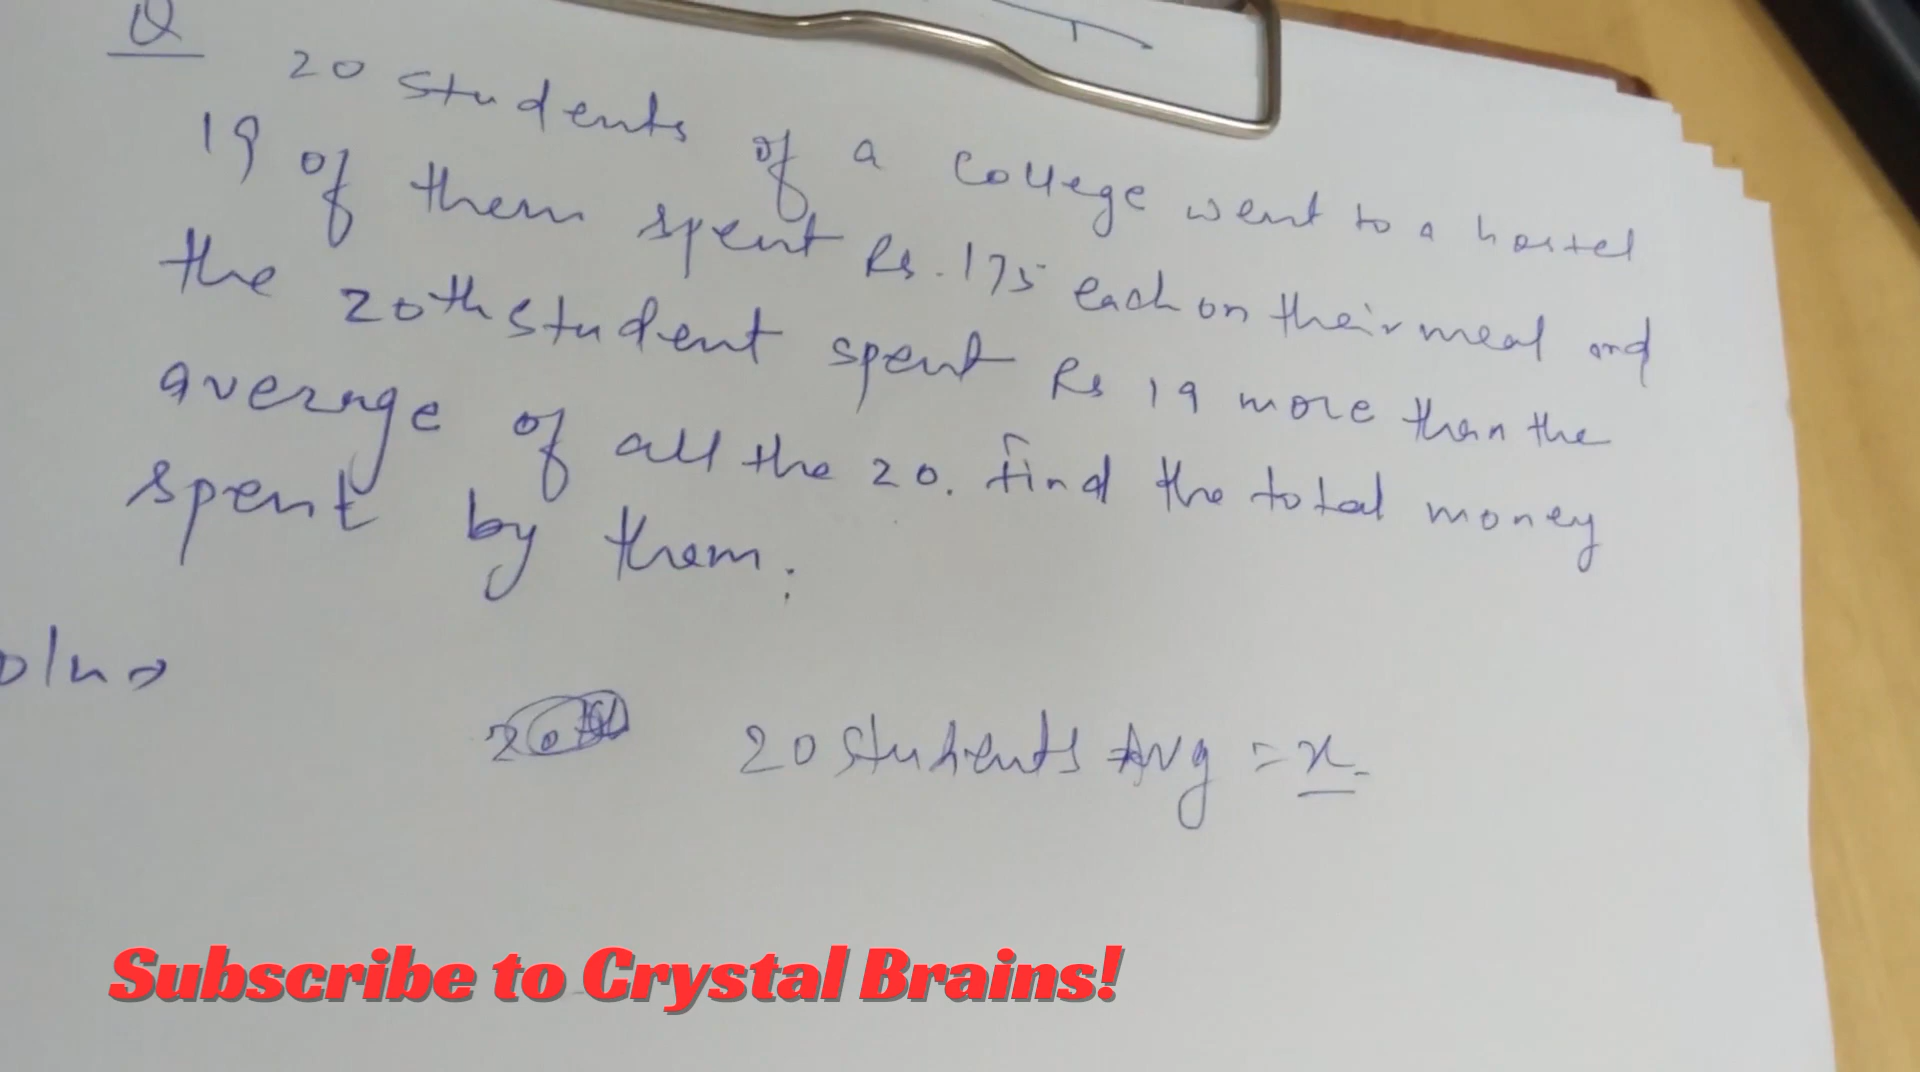 Q
20 students of a college went to a hostel
19 of them spent Rs. 175 each on their meal and
the 20th student spent Rs 19 more than the
average of all the 20. Find the total money
spent by them.
oln →
20 students Avg = x.
Subscribe to Crystal Brains!